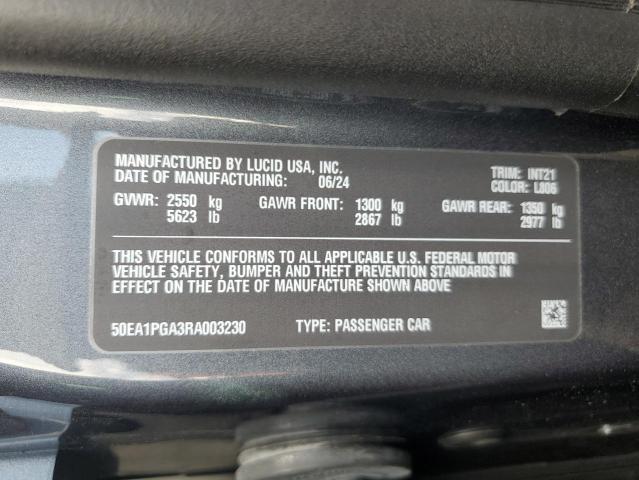 MANUFACTURED BY LUCID USA, INC.
DATE OF MANUFACTURING: 06/24
TRIM: INT21
COLOR: L806
GVWR: 2550 kg GAWR FRONT: 1300 kg GAWR REAR: 1350 kg
5623 lb 2867 lb 2977 lb
THIS VEHICLE CONFORMS TO ALL APPLICABLE U.S. FEDERAL MOTOR
VEHICLE SAFETY, BUMPER AND THEFT PREVENTION STANDARDS IN
EFFECT ON THE DATE OF MANUFACTURE SHOWN ABOVE
50EA1PGA3RA003230 TYPE: PASSENGER CAR